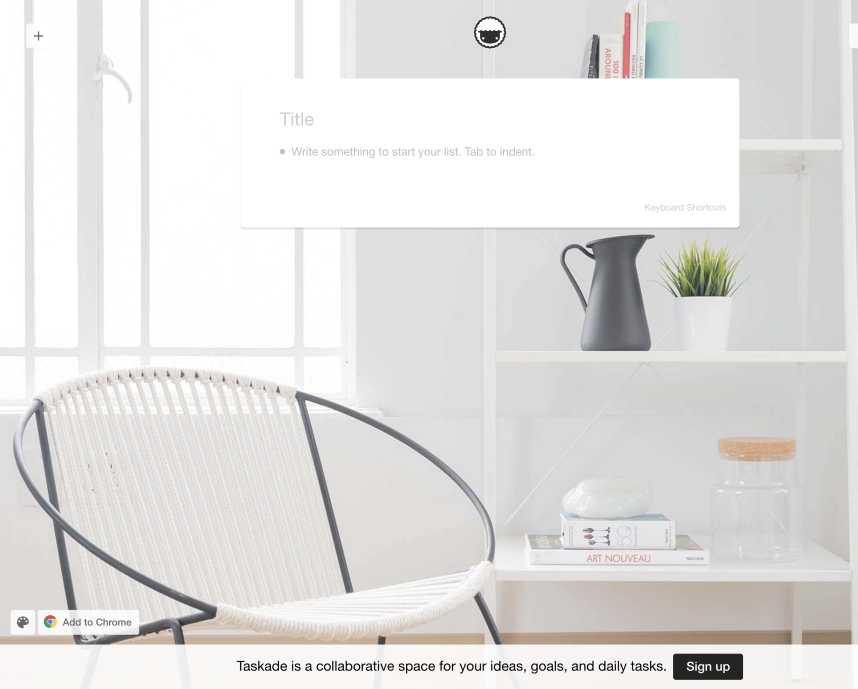 Title
Write something to start your list. Tab to indent.
Keyboard Shortcuts
ART NOUVEAU
TASCHEN
Add to Chrome
Taskade is a collaborative space for your ideas, goals, and daily tasks.
Sign up